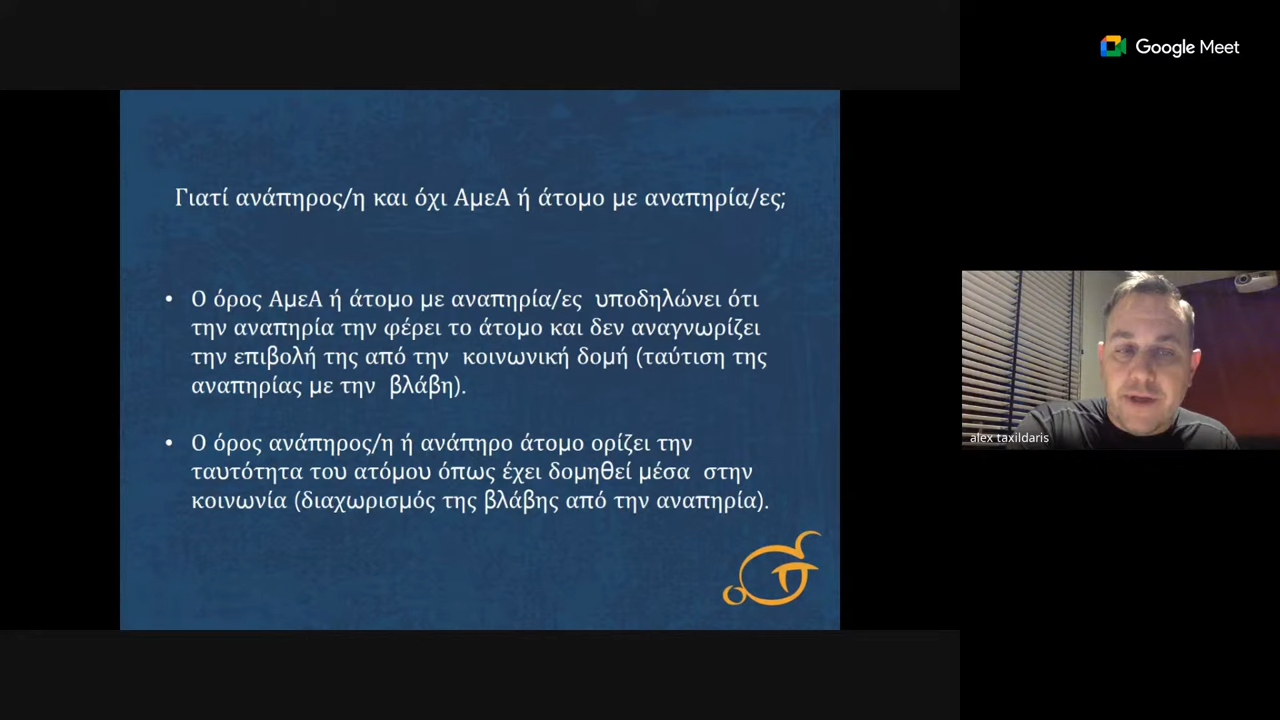 Google Meet
Γιατί ανάπηρος/η και όχι ΑμεΑ ή άτομο με αναπηρία/ες;
• Ο όρος ΑμεΑ ή άτομο με αναπηρία/ες υποδηλώνει ότι
την αναπηρία την φέρει το άτομο και δεν αναγνωρίζει
την επιβολή της από την κοινωνική δομή (ταύτιση της
αναπηρίας με την βλάβη).
• Ο όρος ανάπηρος/η ή ανάπηρο άτομο ορίζει την
ταυτότητα του ατόμου όπως έχει δομηθεί μέσα στην
κοινωνία (διαχωρισμός της βλάβης από την αναπηρία).
alex taxildaris